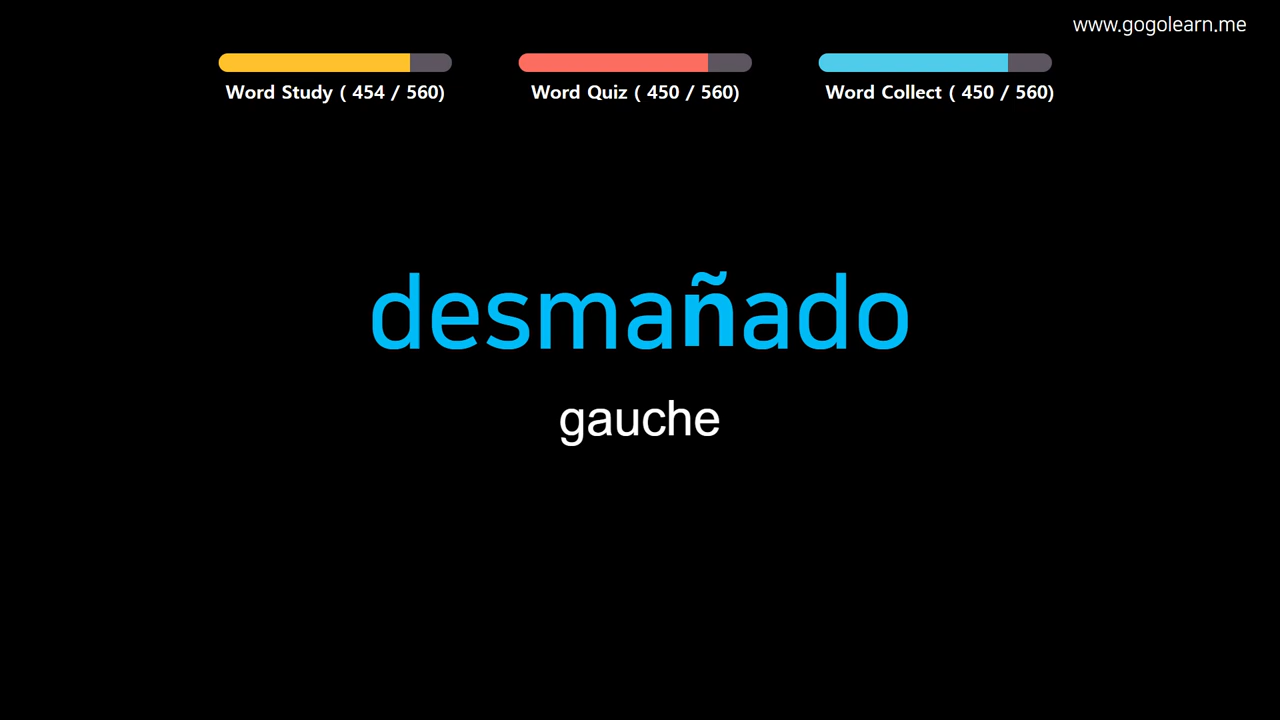 www.gogolearn.me
Word Study ( 454 / 560)
Word Quiz ( 450 / 560)
Word Collect ( 450 / 560)
desmañado
gauche